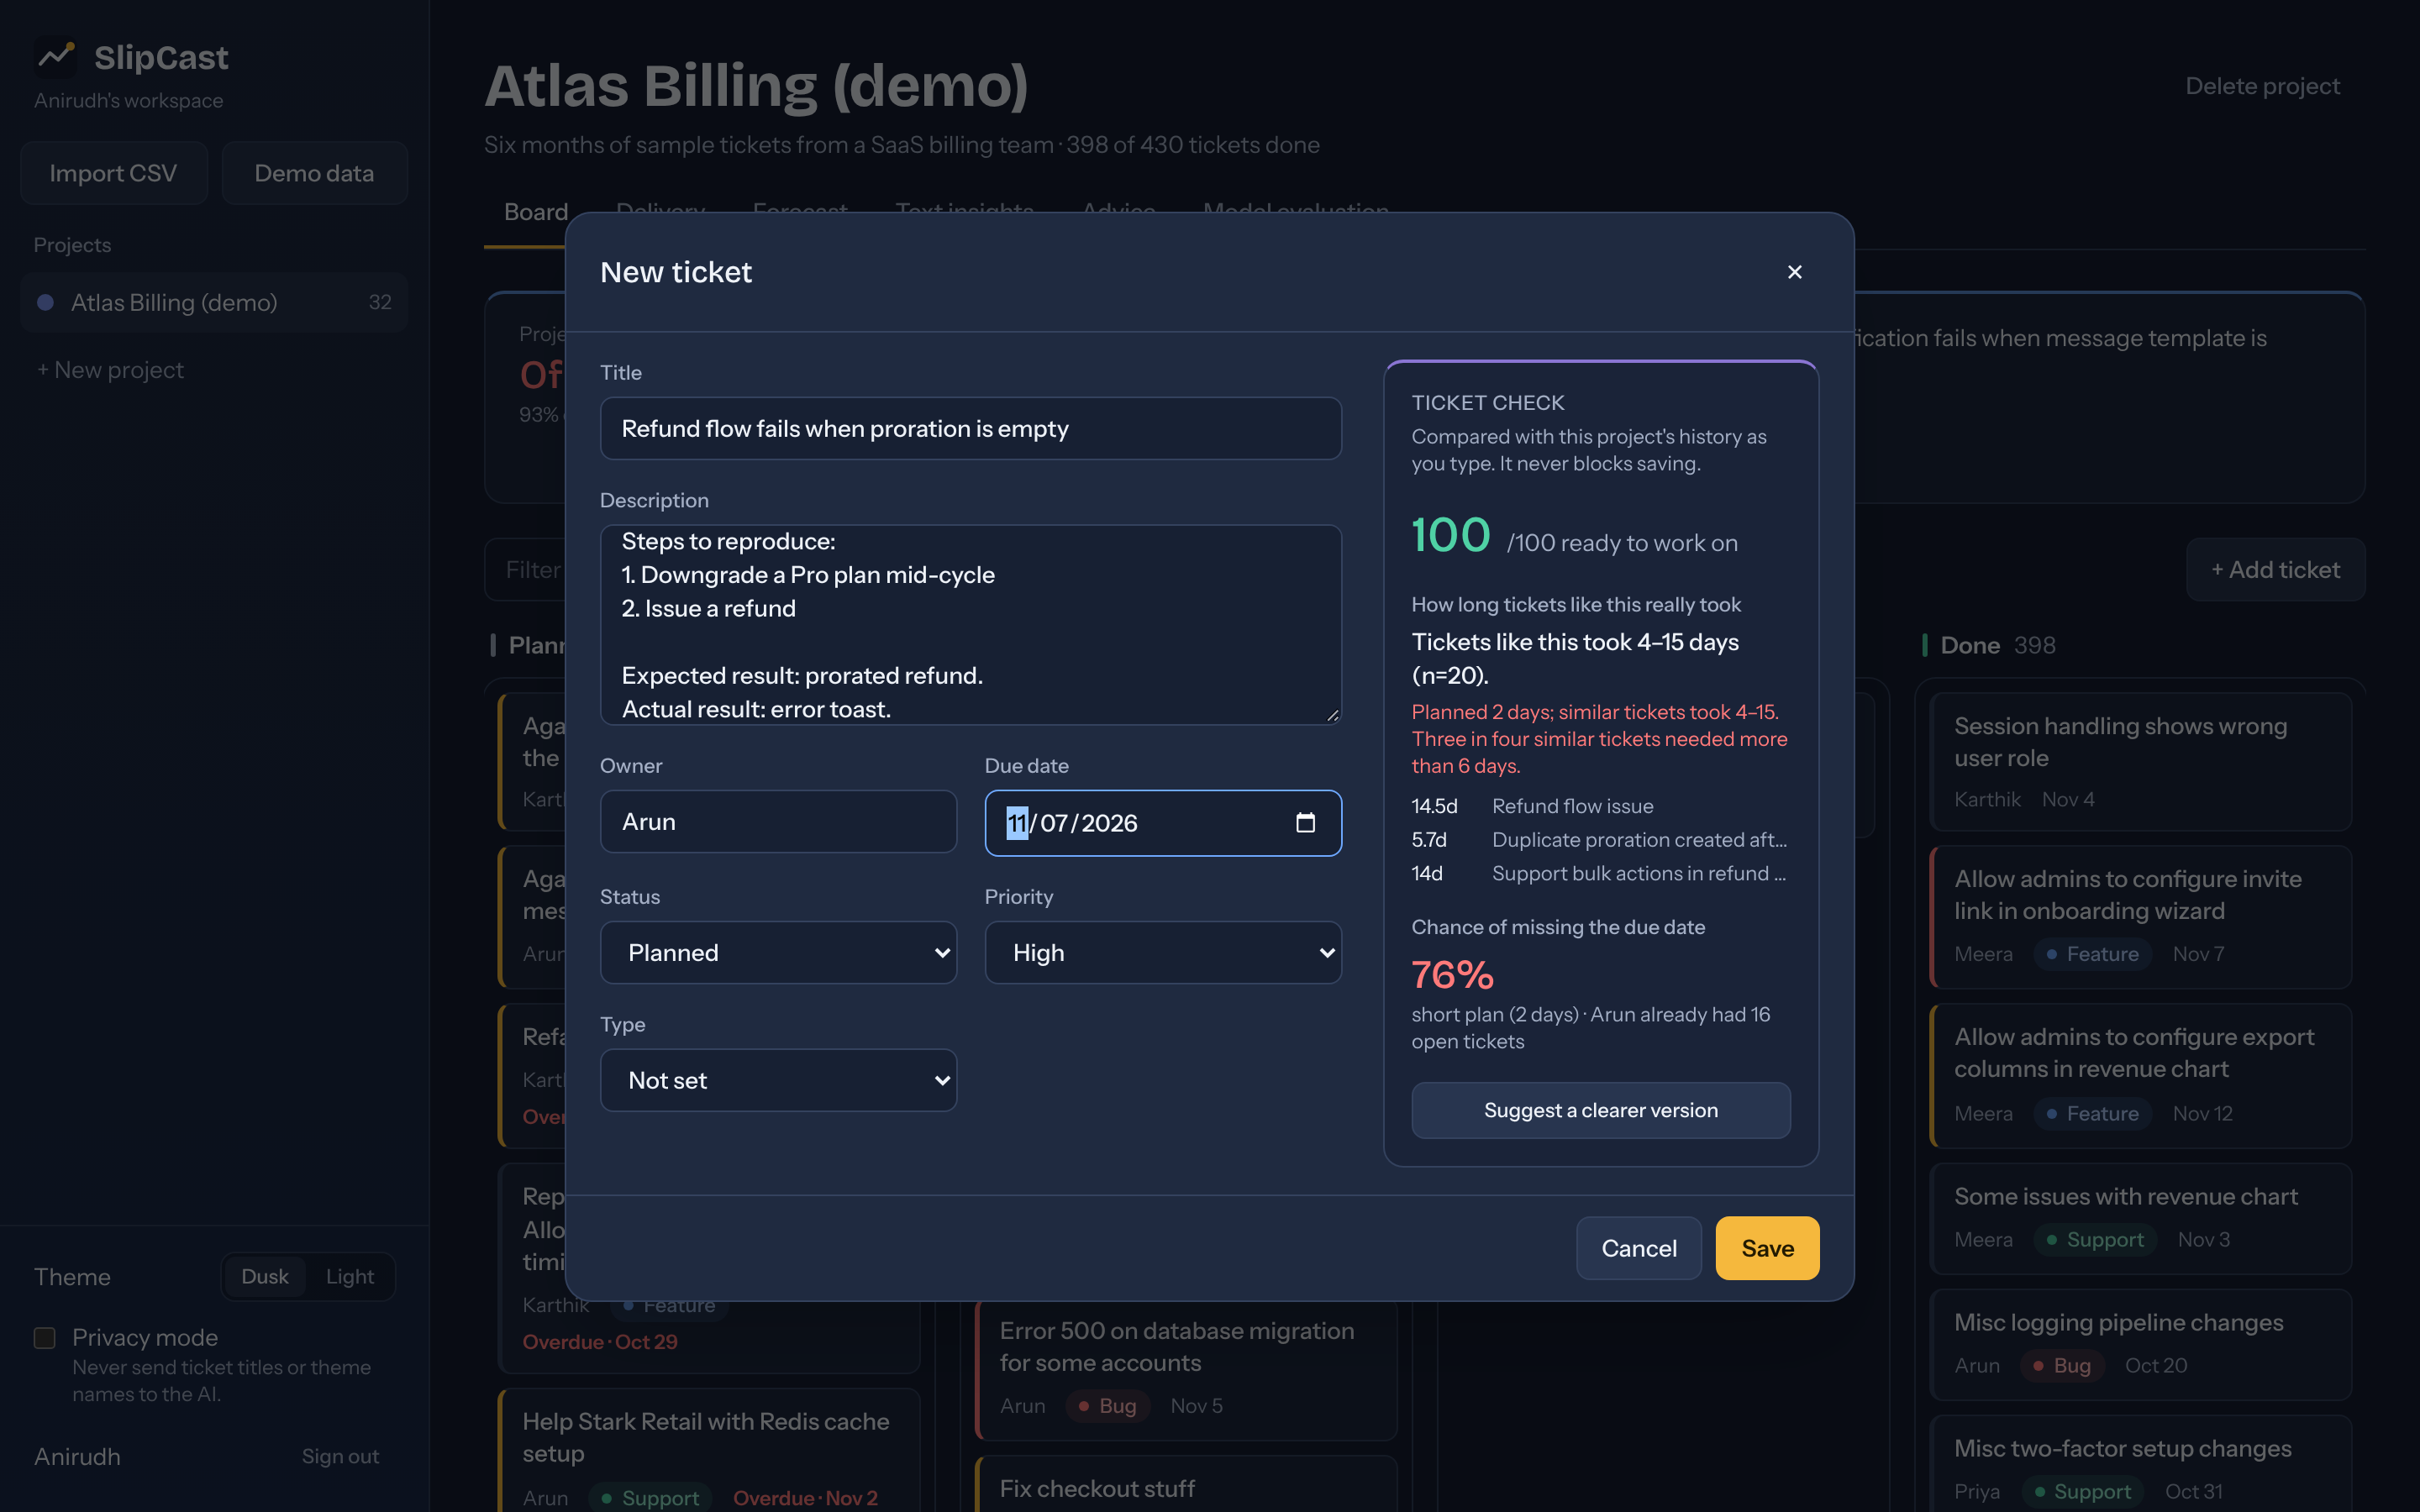 SlipCast
Anirudh's workspace
Import CSV
Demo data
Projects
Atlas Billing (demo) 32
+ New project
Theme
Dusk
Light
Privacy mode
Never send ticket titles or theme
names to the AI.
Anirudh
Sign out
Atlas Billing (demo)
Delete project
Six months of sample tickets from a SaaS billing team · 398 of 430 tickets done
Board
Delivery
Forecast
Text insights
Advice
Model evaluation
93%
fails when message template is
Filter
+ Add ticket
New ticket
×
Title
Refund flow fails when proration is empty
Description
Steps to reproduce:
1. Downgrade a Pro plan mid-cycle
2. Issue a refund
Expected result: prorated refund.
Actual result: error toast.
Owner
Arun
Due date
11/07/2026
Status
Planned
Priority
High
Type
Not set
TICKET CHECK
Compared with this project's history as
you type. It never blocks saving.
100 /100 ready to work on
How long tickets like this really took
Tickets like this took 4–15 days
(n=20).
Planned 2 days; similar tickets took 4–15.
Three in four similar tickets needed more
than 6 days.
14.5d Refund flow issue
5.7d Duplicate proration created aft...
14d Support bulk actions in refund ...
Chance of missing the due date
76%
short plan (2 days) · Arun already had 16
open tickets
Suggest a clearer version
Cancel
Save
the
Karthik
Feature
Overdue · Oct 29
Help Stark Retail with Redis cache
setup
Arun
Support
Overdue · Nov 2
Error 500 on database migration
for some accounts
Arun
Bug
Nov 5
Fix checkout stuff
Done 398
Session handling shows wrong
user role
Karthik Nov 4
Allow admins to configure invite
link in onboarding wizard
Meera
Feature
Nov 7
Allow admins to configure export
columns in revenue chart
Meera
Feature
Nov 12
Some issues with revenue chart
Meera
Support
Nov 3
Misc logging pipeline changes
Arun
Bug
Oct 20
Misc two-factor setup changes
Priya
Support
Oct 31